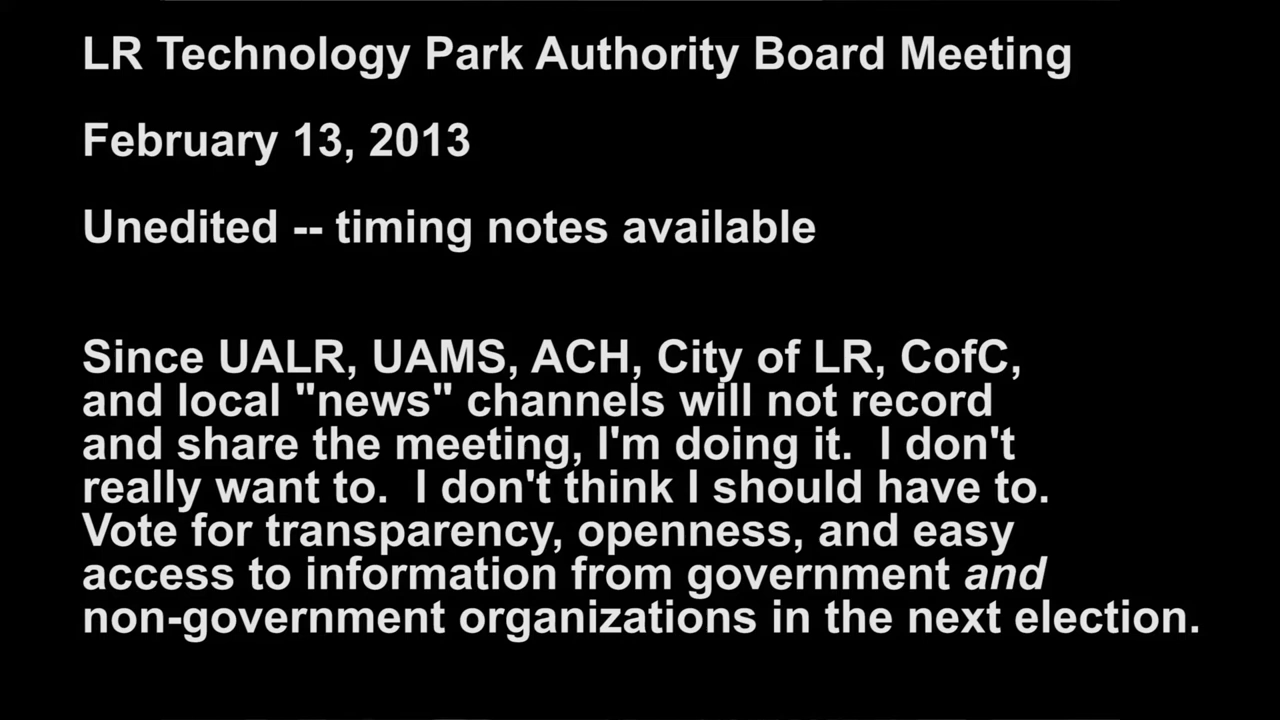 LR Technology Park Authority Board Meeting
February 13, 2013
Unedited -- timing notes available
Since UALR, UAMS, ACH, City of LR, CofC,
and local "news" channels will not record
and share the meeting, I'm doing it.  I don't
really want to.  I don't think I should have to.
Vote for transparency, openness, and easy
access to information from government and
non-government organizations in the next election.